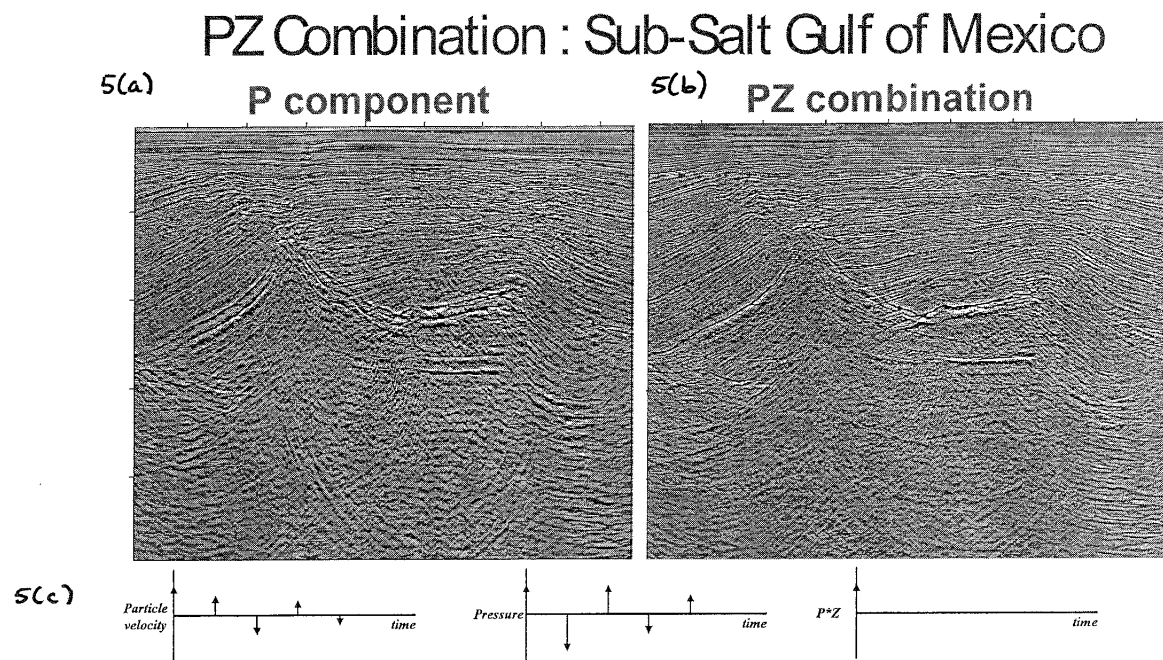 PZ Combination : Sub-Salt Gulf of Mexico
5(a)
P component
5(b)
PZ combination
5(c)
Particle
velocity
time
Pressure
time
P*Z
time